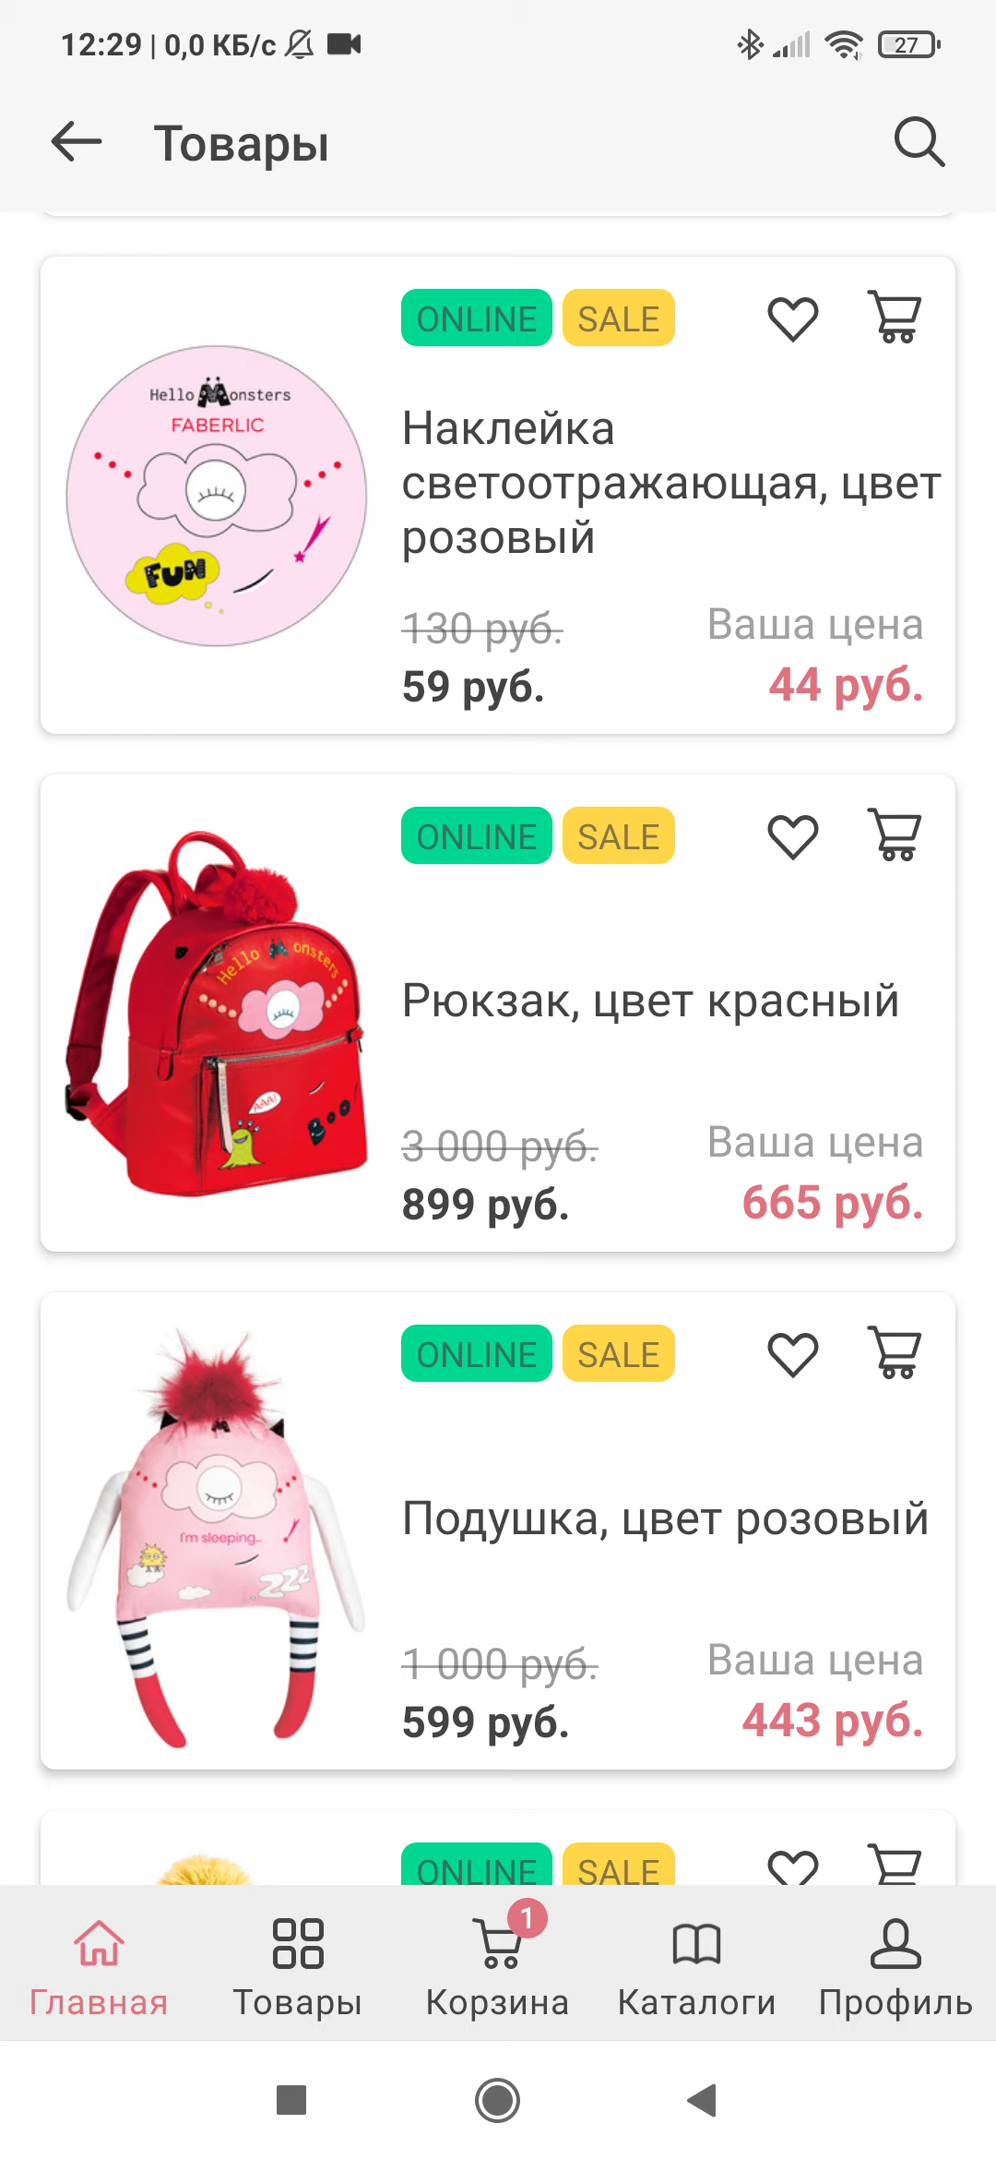 12:29 | 0,0 КБ/с
27
Товары
ONLINE SALE
Hello Monsters
FABERLIC
FUN
Наклейка
светоотражающая, цвет
розовый
130 руб. Ваша цена
59 руб. 44 руб.
ONLINE SALE
Hello Monsters
AAA!
BOO
Рюкзак, цвет красный
3 000 руб. Ваша цена
899 руб. 665 руб.
ONLINE SALE
I'm sleeping...
ZZZ
Подушка, цвет розовый
1 000 руб. Ваша цена
599 руб. 443 руб.
ONLINE SALE
1
Главная Товары Корзина Каталоги Профиль